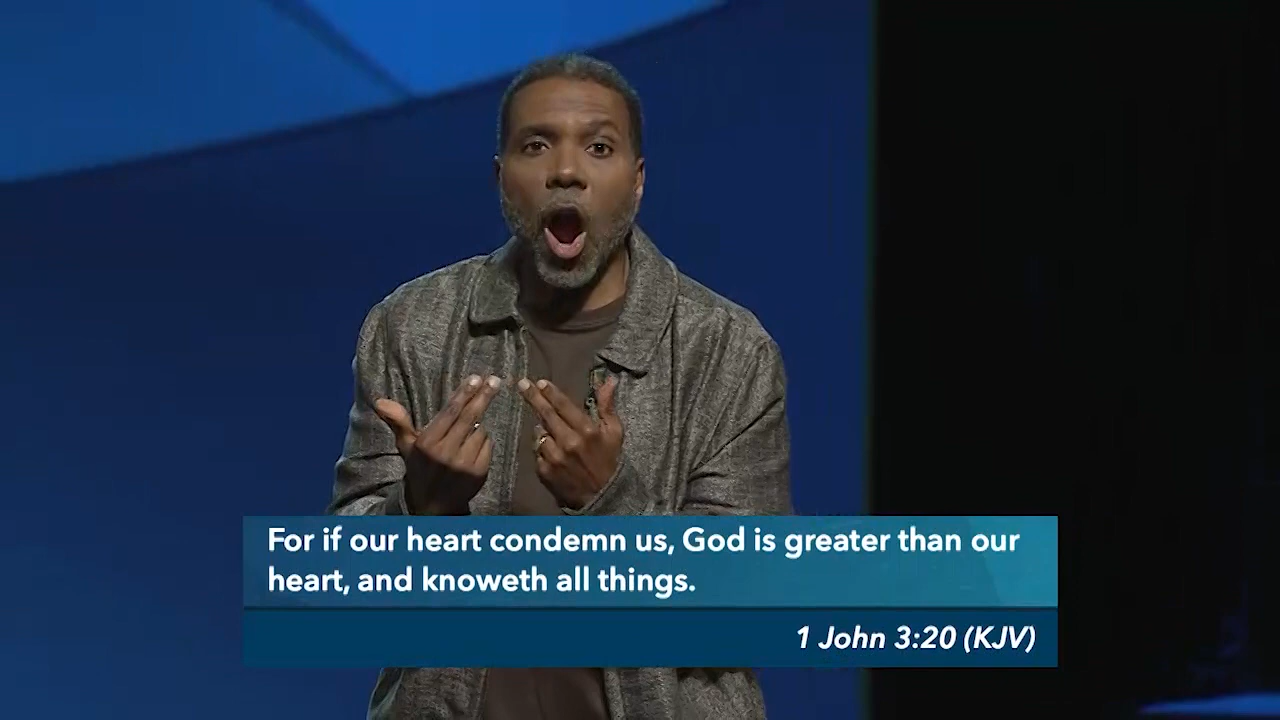 For if our heart condemn us, God is greater than our
heart, and knoweth all things.
1 John 3:20 (KJV)